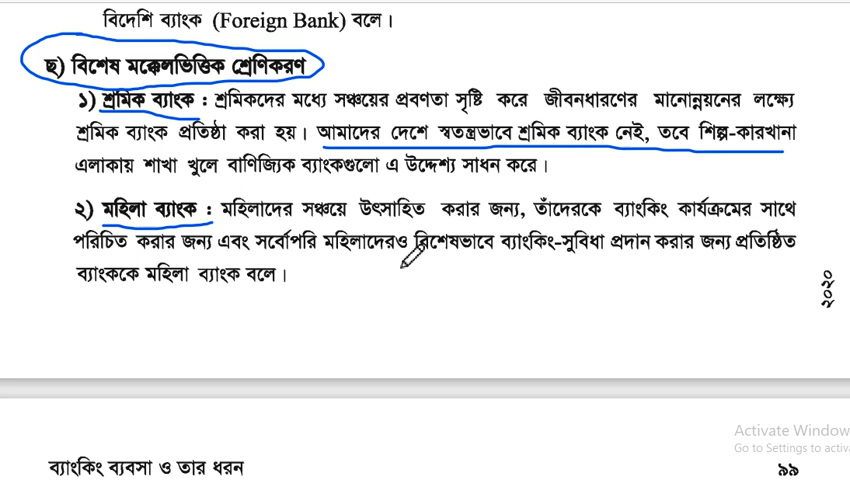 বিদেশি ব্যাংক (Foreign Bank) বলে।
ছ) বিশেষ মক্কেলভিত্তিক শ্রেণিকরণ
১) শ্রমিক ব্যাংক : শ্রমিকদের মধ্যে সঞ্চয়ের প্রবণতা সৃষ্টি করে জীবনধারণের মানোন্নয়নের লক্ষ্যে
শ্রমিক ব্যাংক প্রতিষ্ঠা করা হয়। আমাদের দেশে স্বতন্ত্রভাবে শ্রমিক ব্যাংক নেই, তবে শিল্প-কারখানা
এলাকায় শাখা খুলে বাণিজ্যিক ব্যাংকগুলো এ উদ্দেশ্য সাধন করে।
২) মহিলা ব্যাংক : মহিলাদের সঞ্চয়ে উৎসাহিত করার জন্য, তাঁদেরকে ব্যাংকিং কার্যক্রমের সাথে
পরিচিত করার জন্য এবং সর্বোপরি মহিলাদেরও বিশেষভাবে ব্যাংকিং-সুবিধা প্রদান করার জন্য প্রতিষ্ঠিত
ব্যাংককে মহিলা ব্যাংক বলে।
২০২০
Activate Window
Go to Settings to activ
ব্যাংকিং ব্যবসা ও তার ধরন
৯৯